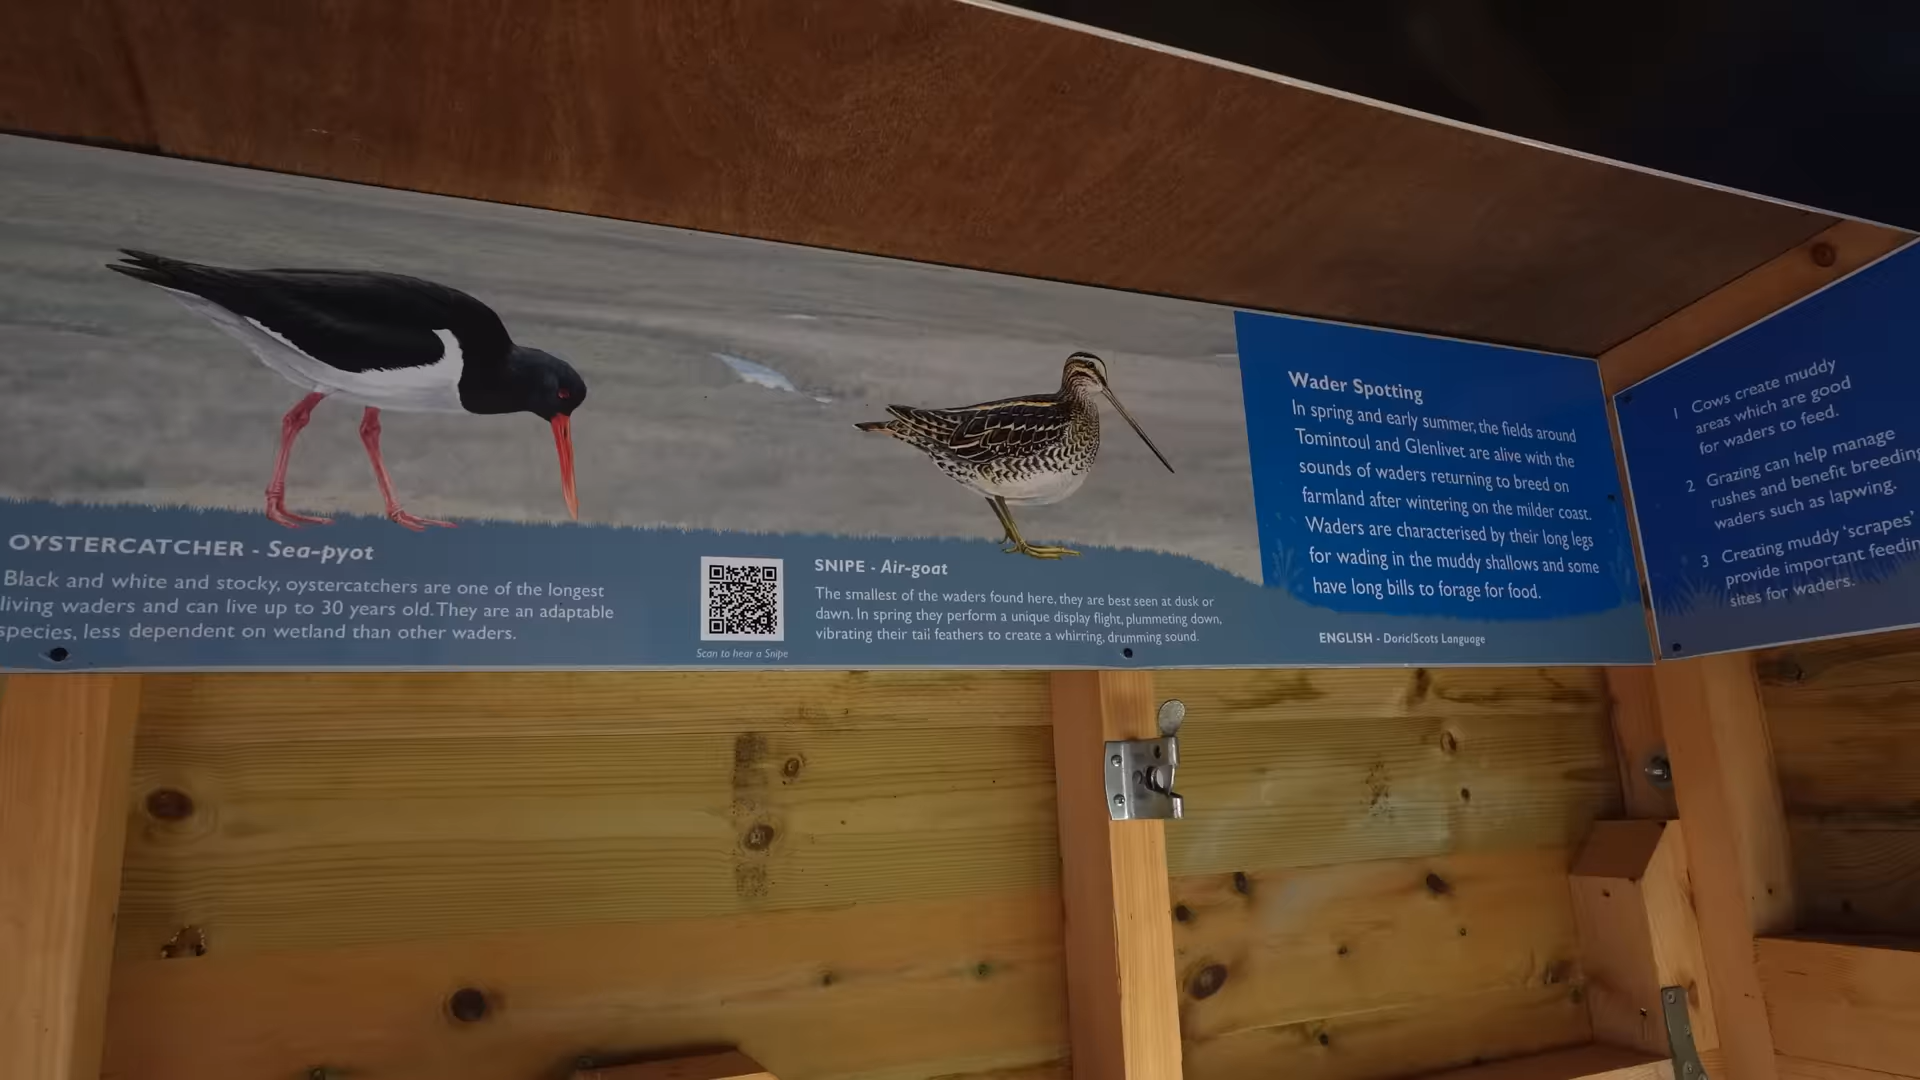 OYSTERCATCHER - Sea-pyot
Black and white and stocky, oystercatchers are one of the longest
living waders and can live up to 30 years old. They are an adaptable
species, less dependent on wetland than other waders.
Scan to hear a Snipe
SNIPE - Air-goat
The smallest of the waders found here, they are best seen at dusk or
dawn. In spring they perform a unique display flight, plummeting down,
vibrating their tail feathers to create a whirring, drumming sound.
Wader Spotting
In spring and early summer, the fields around
Tomintoul and Glenlivet are alive with the
sounds of waders returning to breed on
farmland after wintering on the milder coast.
Waders are characterised by their long legs
for wading in the muddy shallows and some
have long bills to forage for food.
ENGLISH - Doric/Scots Language
1 Cows create muddy
areas which are good
for waders to feed.
2 Grazing can help manage
rushes and benefit breeding
waders such as lapwing.
3 Creating muddy 'scrapes'
provide important feedin
sites for waders.